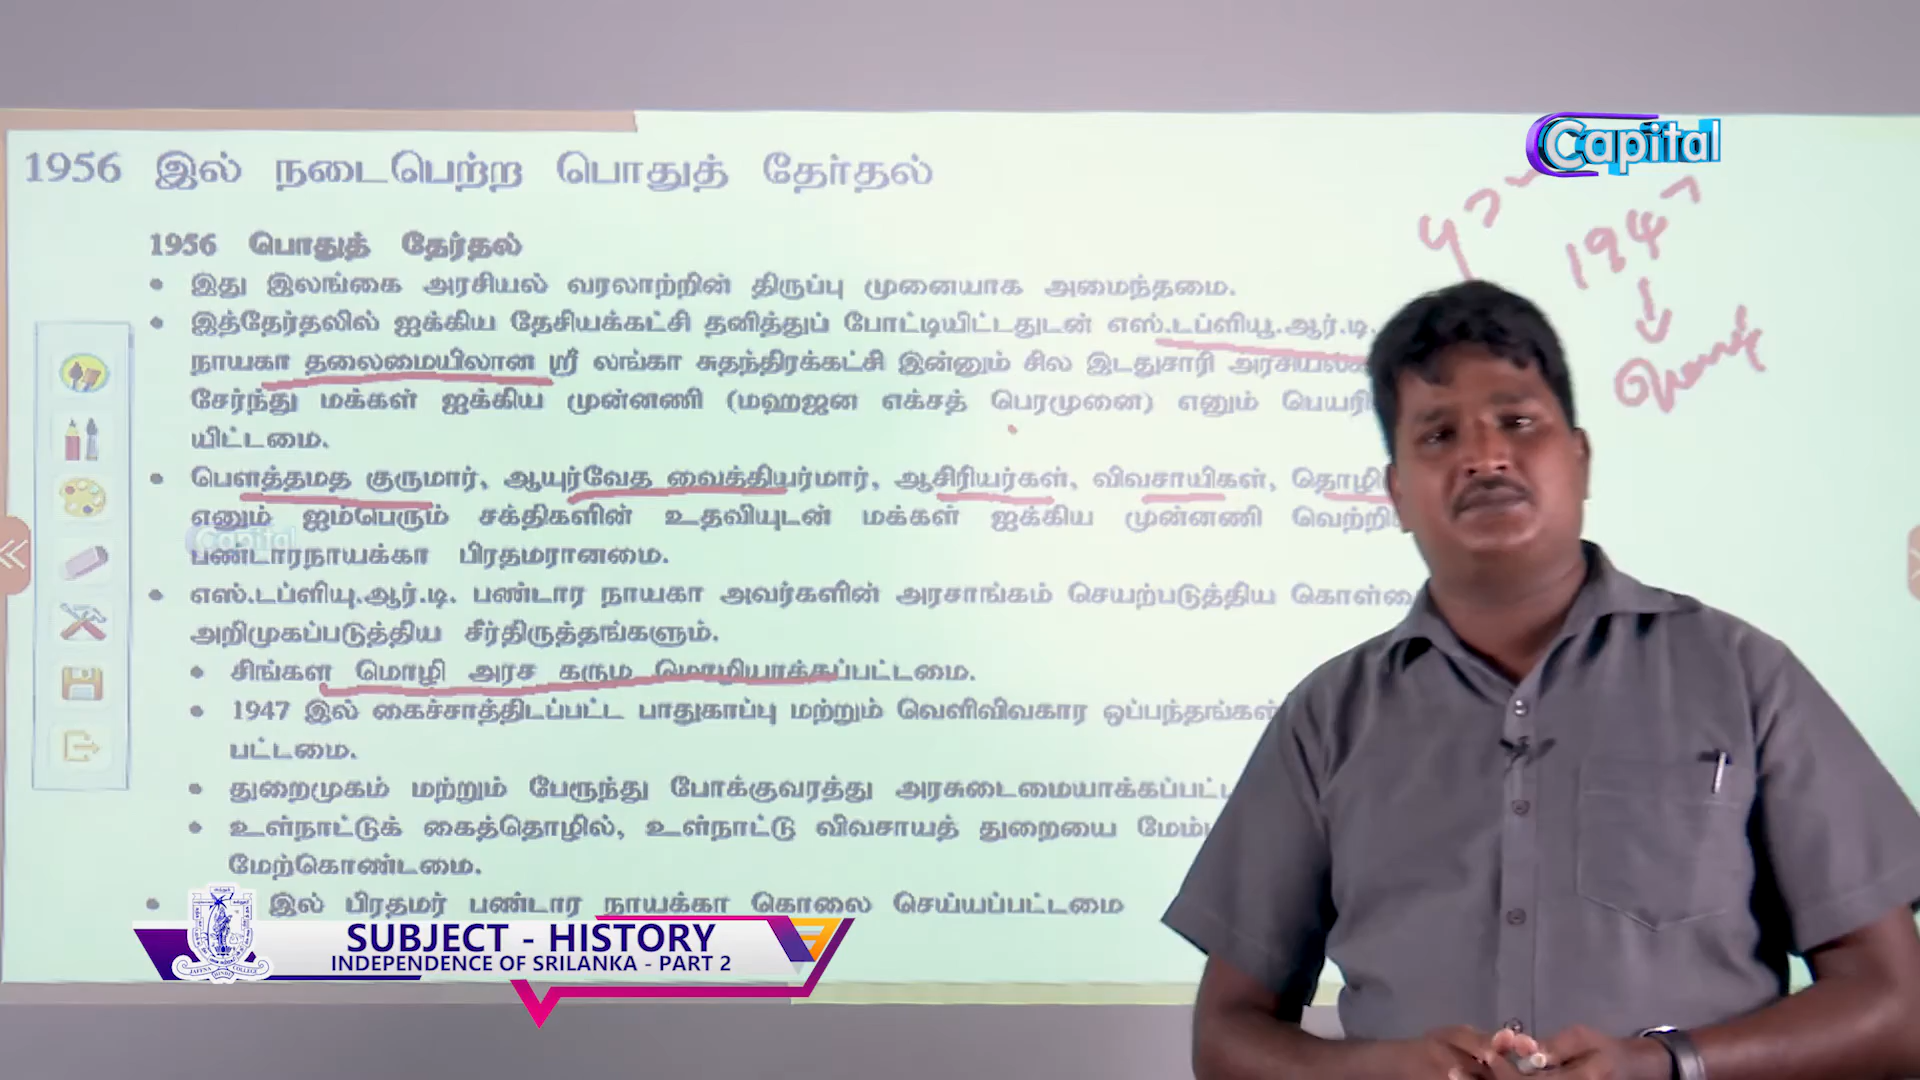 1956 இல் நடைபெற்ற பொதுத் தேர்தல்
Capital
1947
1956 பொதுத் தேர்தல்
• இது இலங்கை அரசியல் வரலாற்றின் திருப்பு முனையாக அமைந்தமை.
• இத்தேர்தலில் ஐக்கிய தேசியக்கட்சி தனித்துப் போட்டியிட்டதுடன் எஸ்.டப்ளியூ.ஆர்.டி.
நாயகா தலைமையிலான ஸ்ரீ லங்கா சுதந்திரக்கட்சி இன்னும் சில இடதுசாரி
சேர்ந்து மக்கள் ஐக்கிய முன்னணி (மஹஜன எக்சத் பெரமுனை) எனும்
யிட்டமை.
• பௌத்தமத குருமார், ஆயுர்வேத வைத்தியர்மார், ஆசிரியர்கள், விவசாயிகள்,
எனும் ஐம்பெரும் சக்திகளின் உதவியுடன் மக்கள் ஐக்கிய முன்னணி
பண்டாரநாயக்கா பிரதமரானமை.
• எஸ்.டப்ளியு.ஆர்.டி. பண்டார நாயகா அவர்களின் அரசாங்கம் செயற்படுத்திய
அறிமுகப்படுத்திய சீர்திருத்தங்களும்.
• சிங்கள மொழி அரச கரும மொழியாக்கப்பட்டமை.
• 1947 இல் கைச்சாத்திடப்பட்ட பாதுகாப்பு மற்றும் வெளிவிவகார ஒப்பந்தங்கள்
பட்டமை.
• துறைமுகம் மற்றும் பேரூந்து போக்குவரத்து
• உள்நாட்டுக் கைத்தொழில், உள்நாட்டு விவசாயத் துறையை
மேற்கொண்டமை.
• இல் பிரதமர் பண்டார நாயக்கா கொலை செய்யப்பட்டமை
Capital
SUBJECT - HISTORY
INDEPENDENCE OF SRILANKA - PART 2